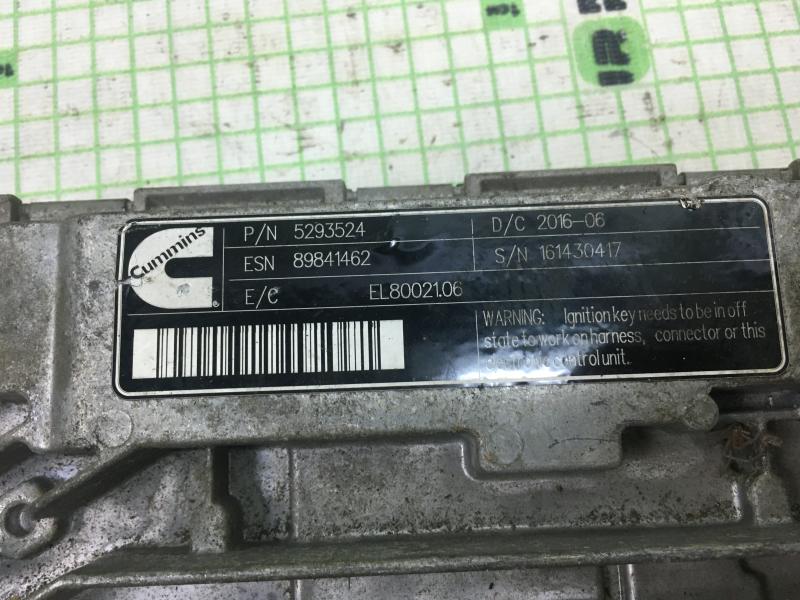 Cummins
P/N 5293524
D/C 2016-06
ESN 89841462
S/N 161430417
E/C EL80021.06
WARNING: Ignition key needs to be in off
state to work on harness, connector or this
electronic control unit.